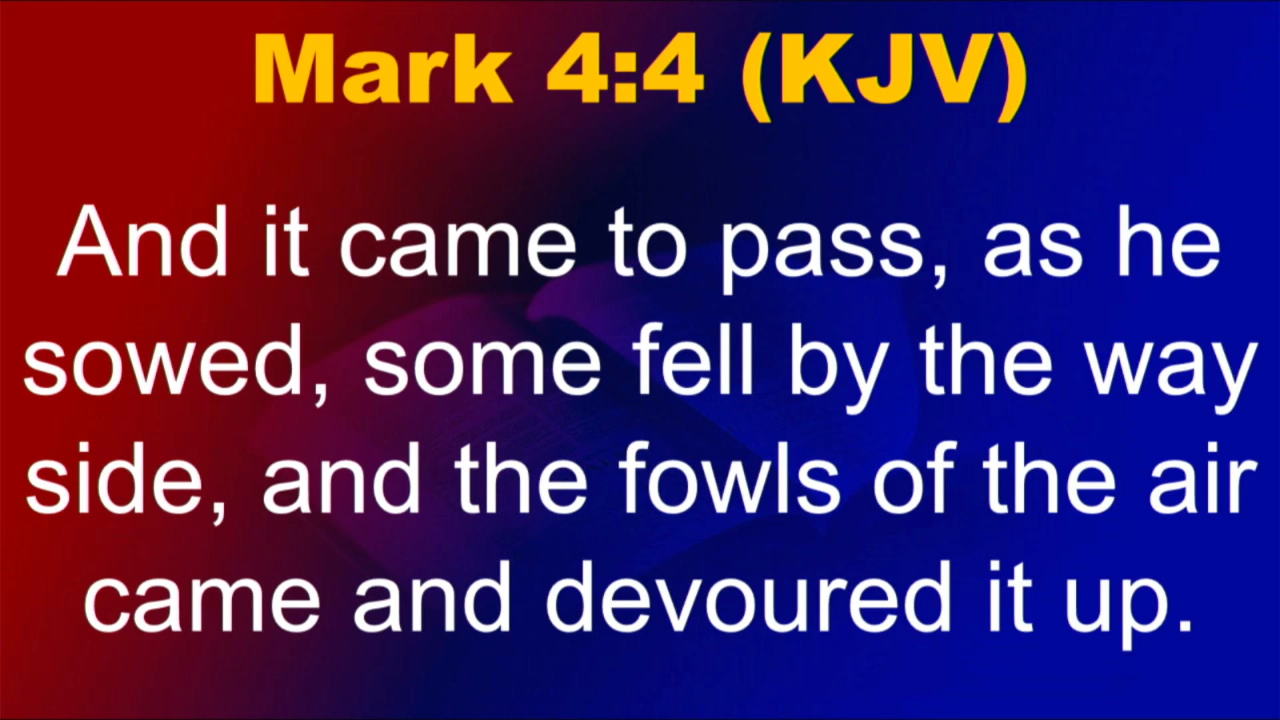 Mark 4:4 (KJV)
And it came to pass, as he
sowed, some fell by the way
side, and the fowls of the air
came and devoured it up.